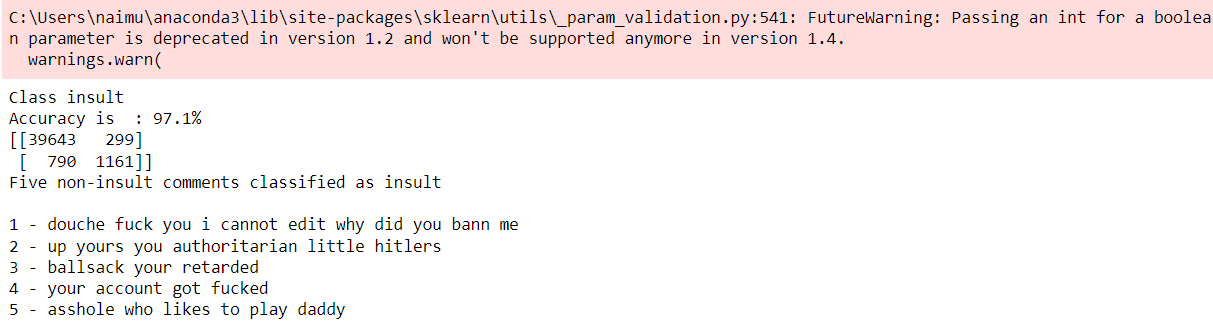 C:\Users\naimu\anaconda3\lib\site-packages\sklearn\utils\_param_validation.py:541: FutureWarning: Passing an int for a boolea
n parameter is deprecated in version 1.2 and won't be supported anymore in version 1.4.
  warnings.warn(
Class insult
Accuracy is  : 97.1%
[[39643   299]
 [  790  1161]]
Five non-insult comments classified as insult
1 - douche fuck you i cannot edit why did you bann me
2 - up yours you authoritarian little hitlers
3 - ballsack your retarded
4 - your account got fucked
5 - asshole who likes to play daddy